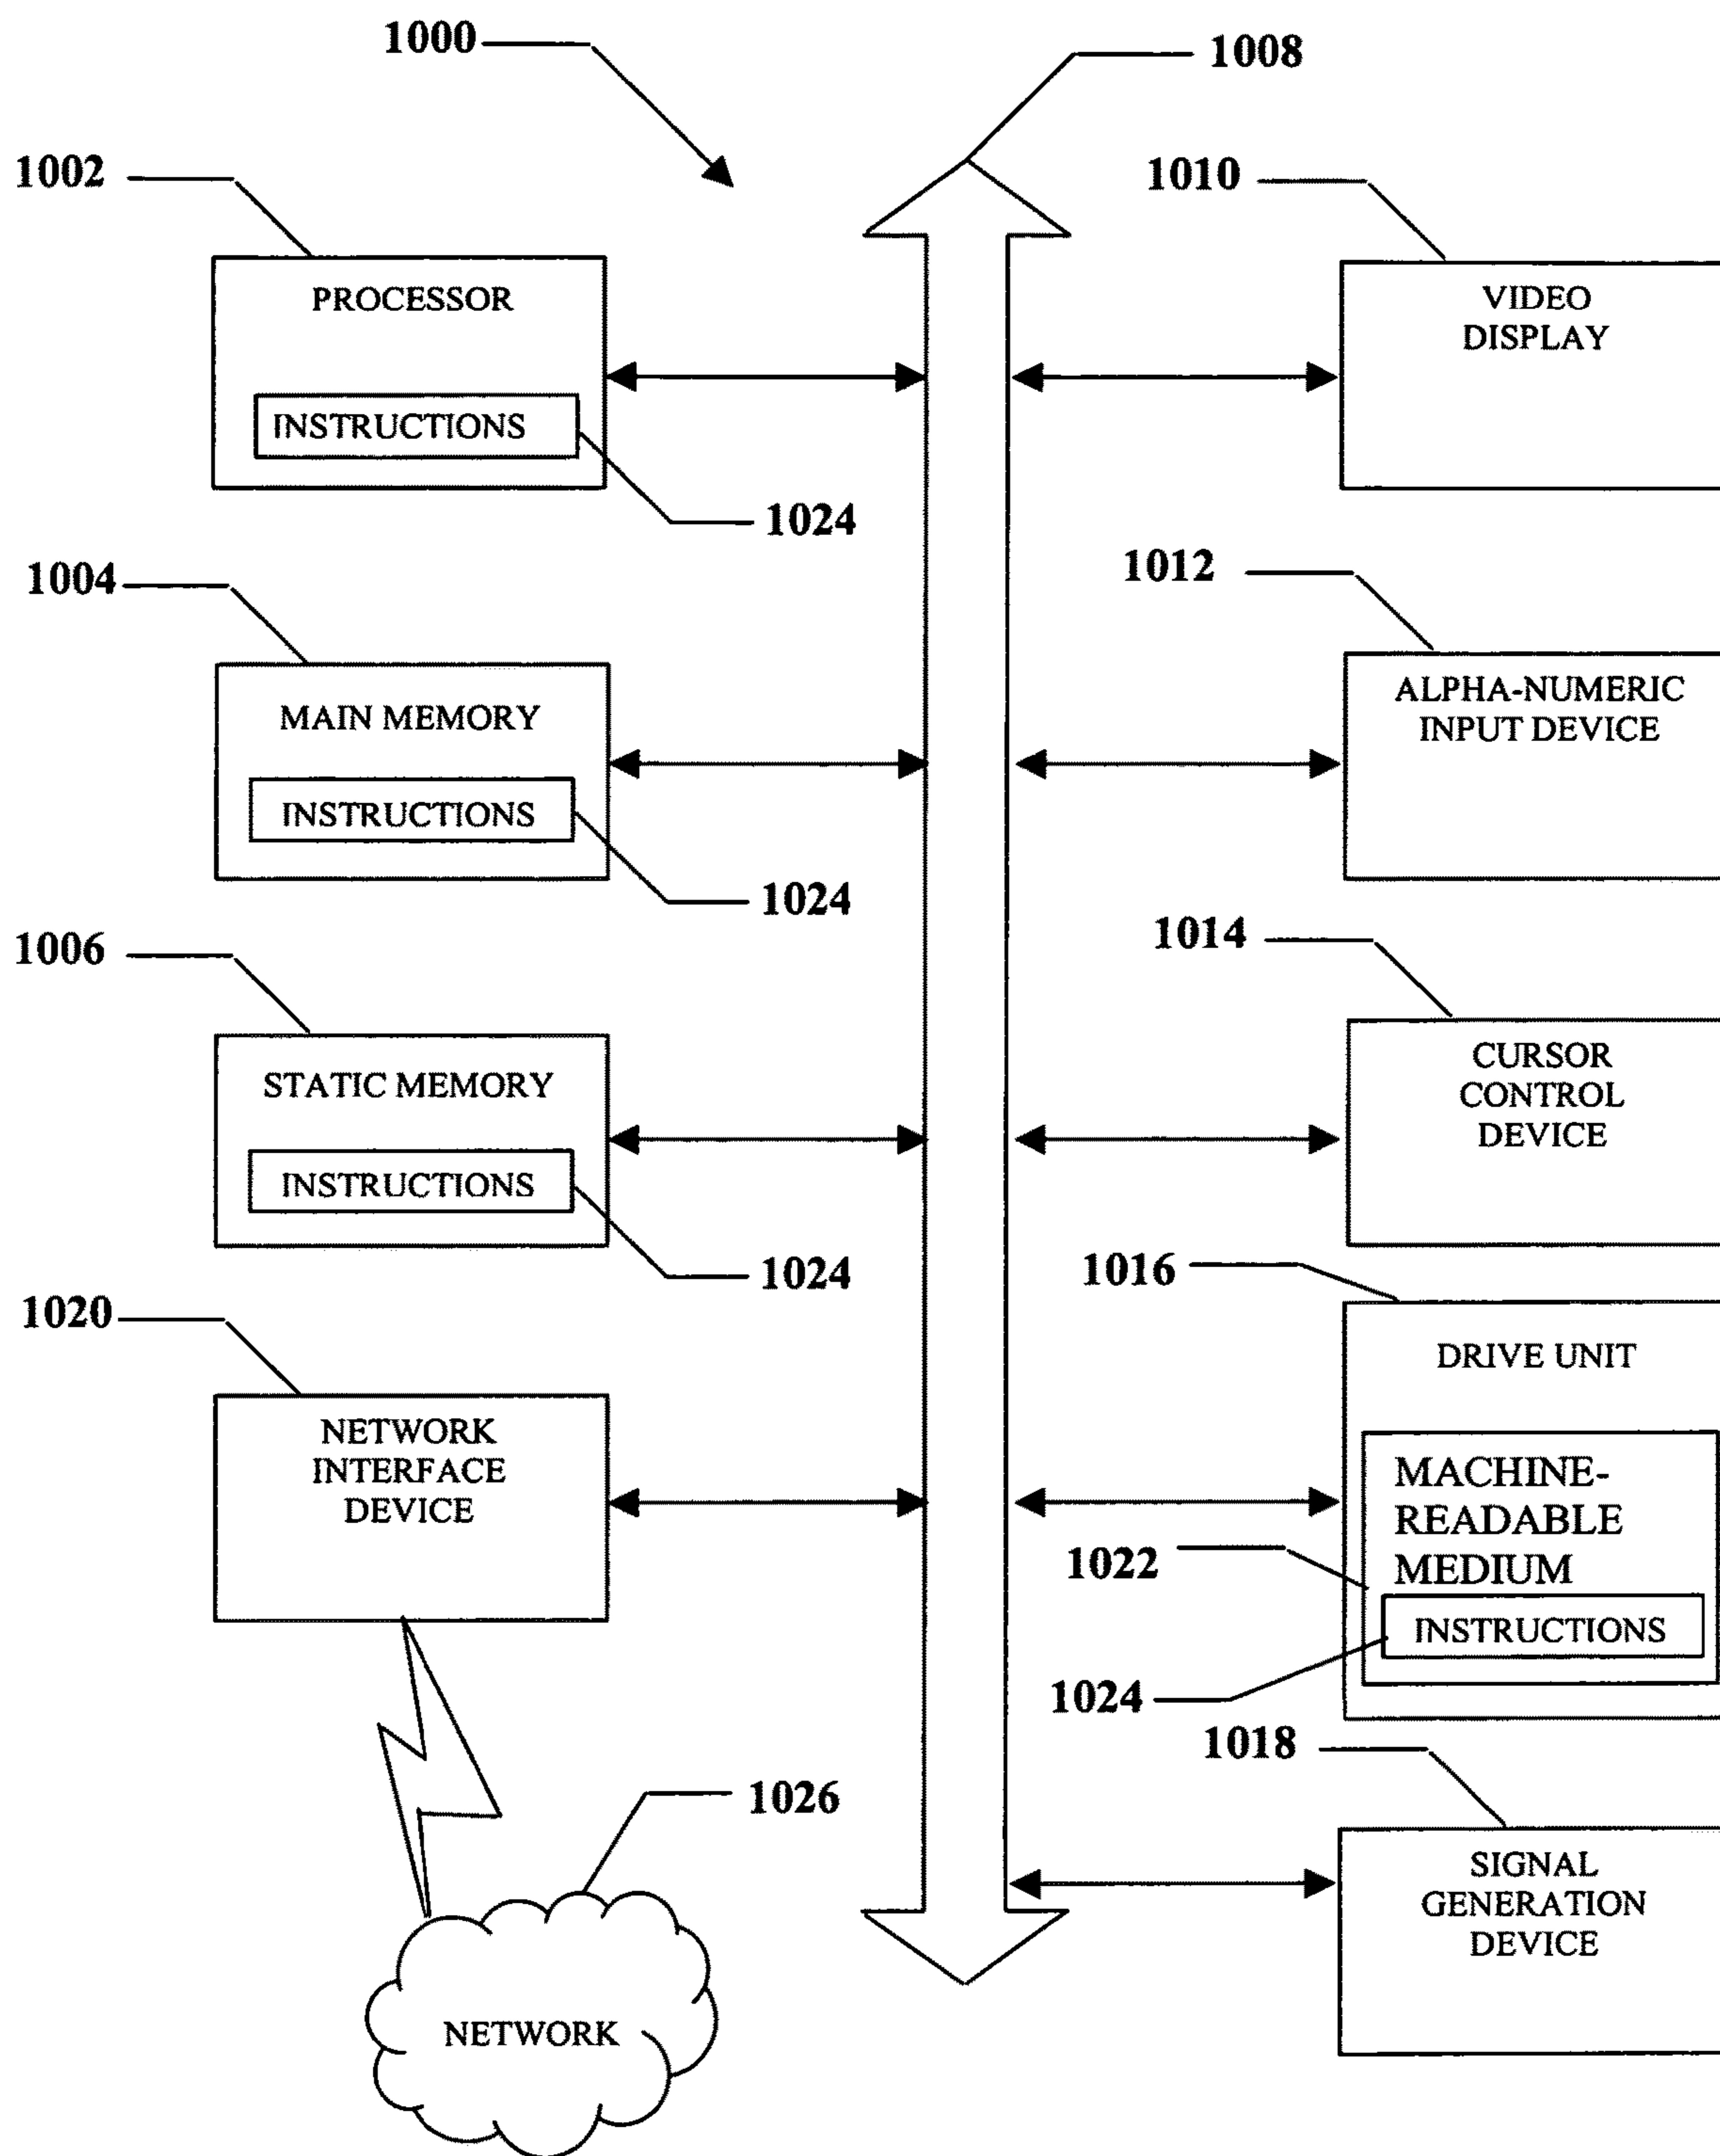 1000
1008
1002
PROCESSOR
INSTRUCTIONS
1024
1004
MAIN MEMORY
INSTRUCTIONS
1024
1006
STATIC MEMORY
INSTRUCTIONS
1024
1020
NETWORK
INTERFACE
DEVICE
1026
NETWORK
1010
VIDEO
DISPLAY
1012
ALPHA-NUMERIC
INPUT DEVICE
1014
CURSOR
CONTROL
DEVICE
1016
DRIVE UNIT
MACHINE-
READABLE
MEDIUM
1022
INSTRUCTIONS
1024
1018
SIGNAL
GENERATION
DEVICE